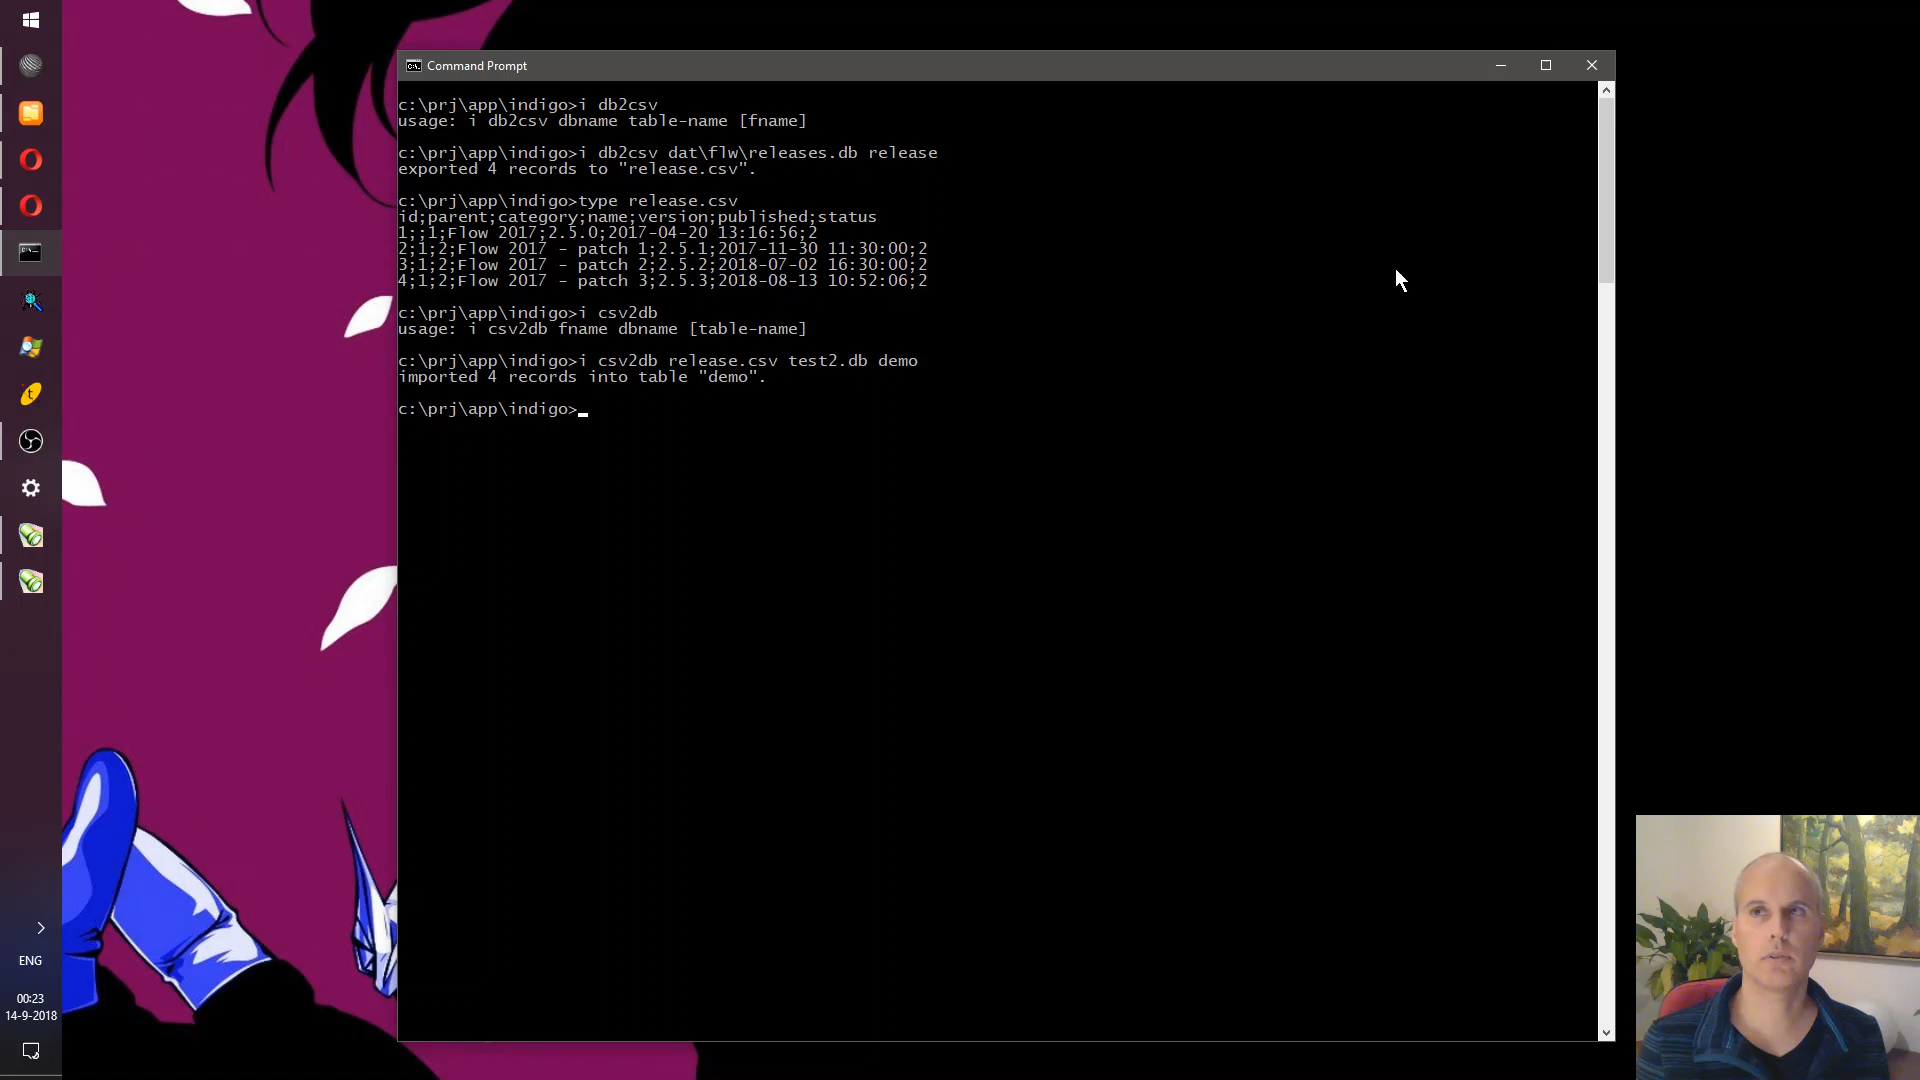 Command Prompt
c:\prj\app\indigo>i db2csv
usage: i db2csv dbname table-name [fname]
c:\prj\app\indigo>i db2csv dat\flw\releases.db release
exported 4 records to "release.csv".
c:\prj\app\indigo>type release.csv
id;parent;category;name;version;published;status
1;;1;Flow 2017;2.5.0;2017-04-20 13:16:56;2
2;1;2;Flow 2017 - patch 1;2.5.1;2017-11-30 11:30:00;2
3;1;2;Flow 2017 - patch 2;2.5.2;2018-07-02 16:30:00;2
4;1;2;Flow 2017 - patch 3;2.5.3;2018-08-13 10:52:06;2
c:\prj\app\indigo>i csv2db
usage: i csv2db fname dbname [table-name]
c:\prj\app\indigo>i csv2db release.csv test2.db demo
imported 4 records into table "demo".
c:\prj\app\indigo>
ENG
00:23
14-9-2018